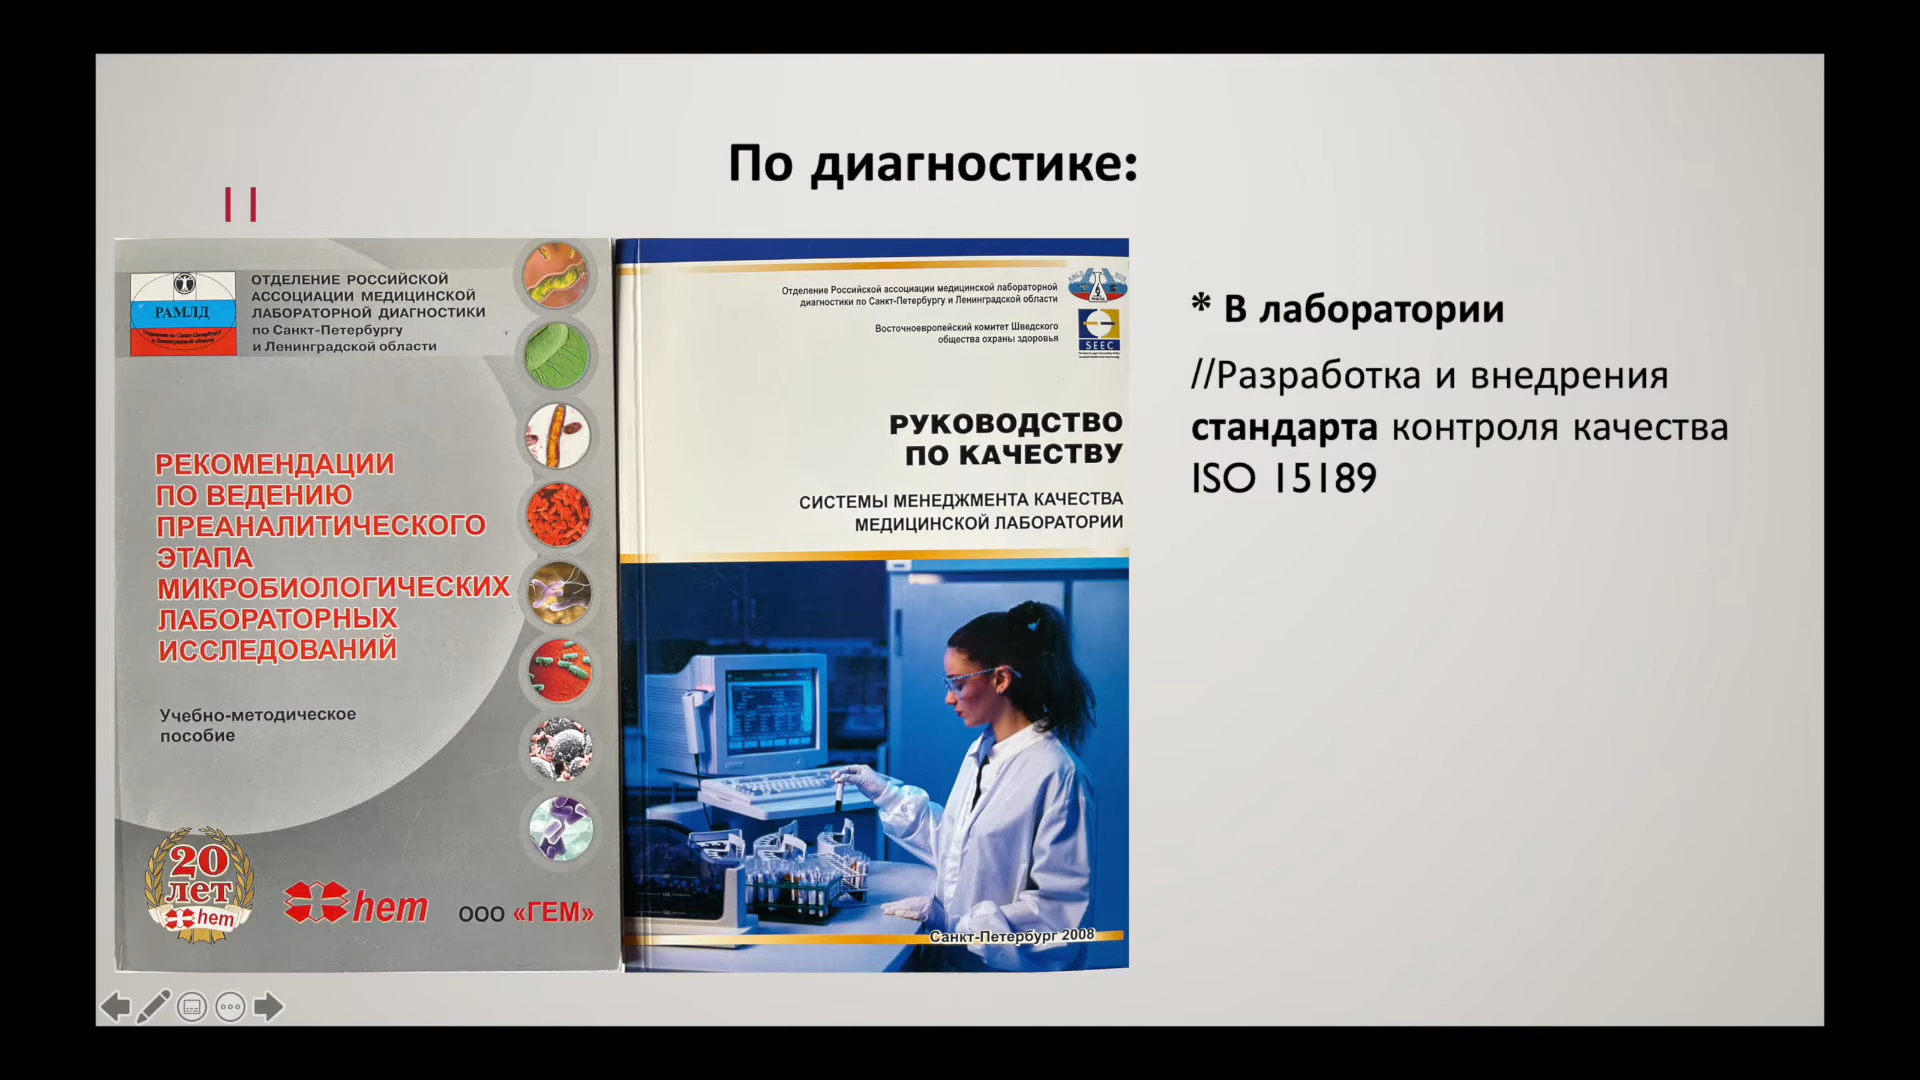 По диагностике:
РАМЛД
ОТДЕЛЕНИЕ РОССИЙСКОЙ
АССОЦИАЦИИ МЕДИЦИНСКОЙ
ЛАБОРАТОРНОЙ ДИАГНОСТИКИ
по Санкт-Петербургу
и Ленинградской области
РЕКОМЕНДАЦИИ
ПО ВЕДЕНИЮ
ПРЕАНАЛИТИЧЕСКОГО
ЭТАПА
МИКРОБИОЛОГИЧЕСКИХ
ЛАБОРАТОРНЫХ
ИССЛЕДОВАНИЙ
Учебно-методическое
пособие
20
лет
hem
hem
ООО «ГЕМ»
Отделение Российской ассоциации медицинской лабораторной
диагностики по Санкт-Петербургу и Ленинградской области
Восточноевропейский комитет Шведского
общества охраны здоровья
SEEC
РУКОВОДСТВО
ПО КАЧЕСТВУ
СИСТЕМЫ МЕНЕДЖМЕНТА КАЧЕСТВА
МЕДИЦИНСКОЙ ЛАБОРАТОРИИ
Санкт-Петербург 2008
* В лаборатории
//Разработка и внедрения
стандарта контроля качества
ISO 15189